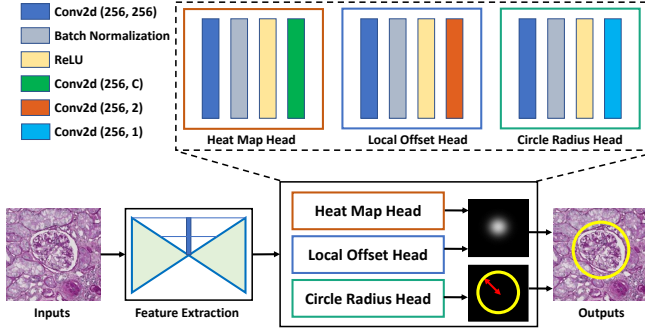 Conv2d (256, 256)
Batch Normalization
ReLU
Conv2d (256, C)
Conv2d (256, 2)
Conv2d (256, 1)
Heat Map Head
Local Offset Head
Circle Radius Head
Heat Map Head
Local Offset Head
Circle Radius Head
Inputs
Feature Extraction
Outputs